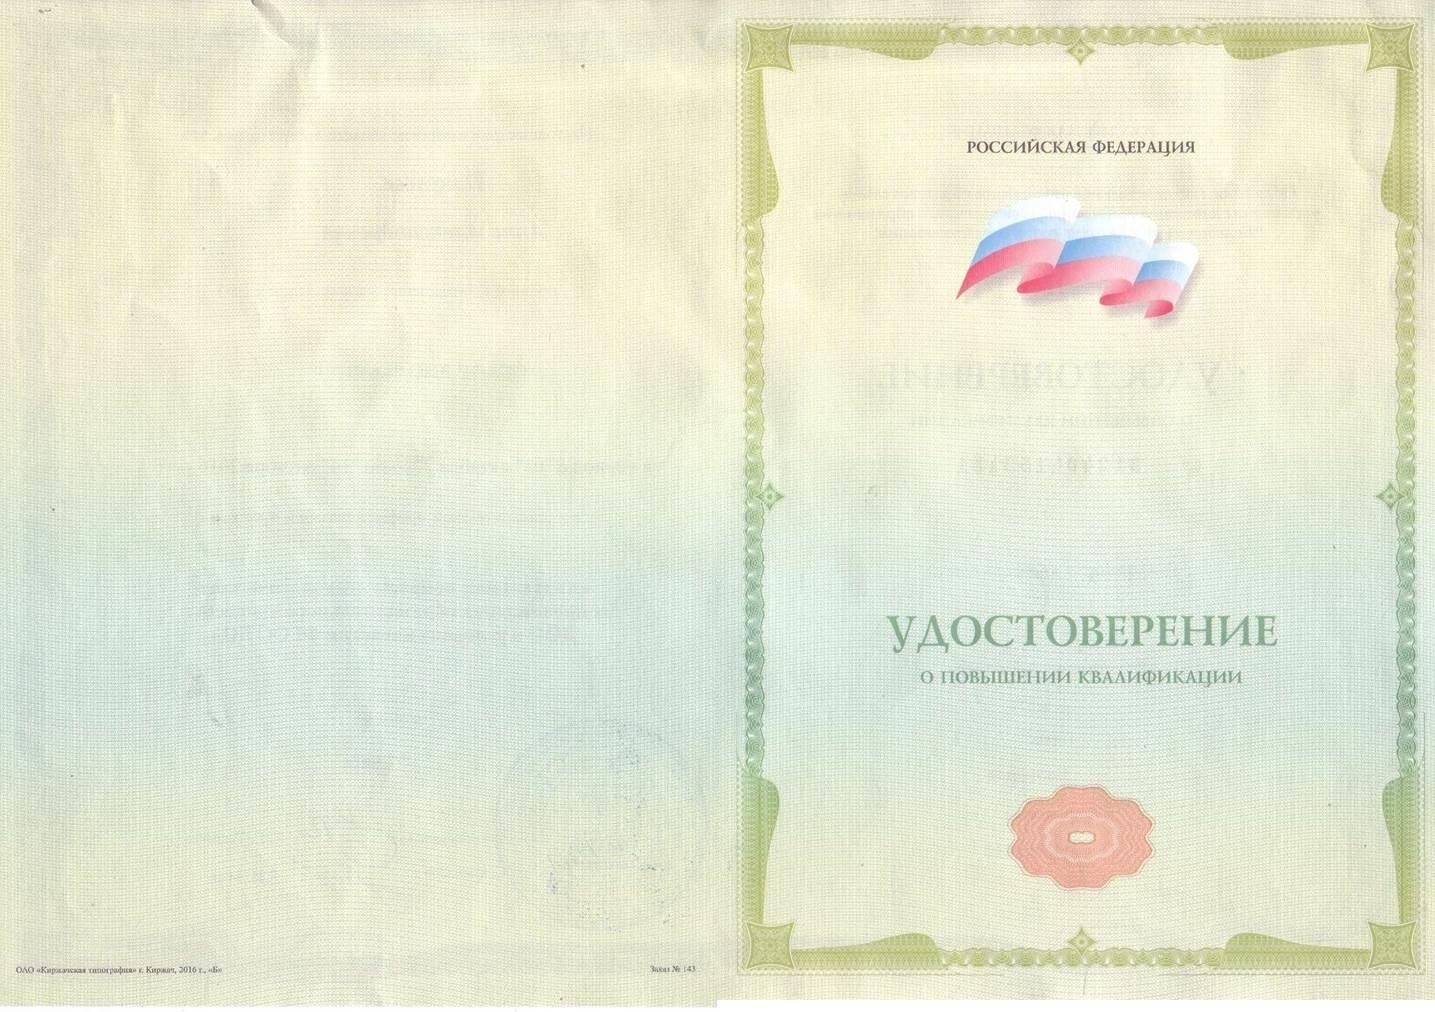 ОАО «Киржачская типография» г. Киржач, 2016 г., «Б»
Заказ № 143
РОССИЙСКАЯ ФЕДЕРАЦИЯ
УДОСТОВЕРЕНИЕ
О ПОВЫШЕНИИ КВАЛИФИКАЦИИ